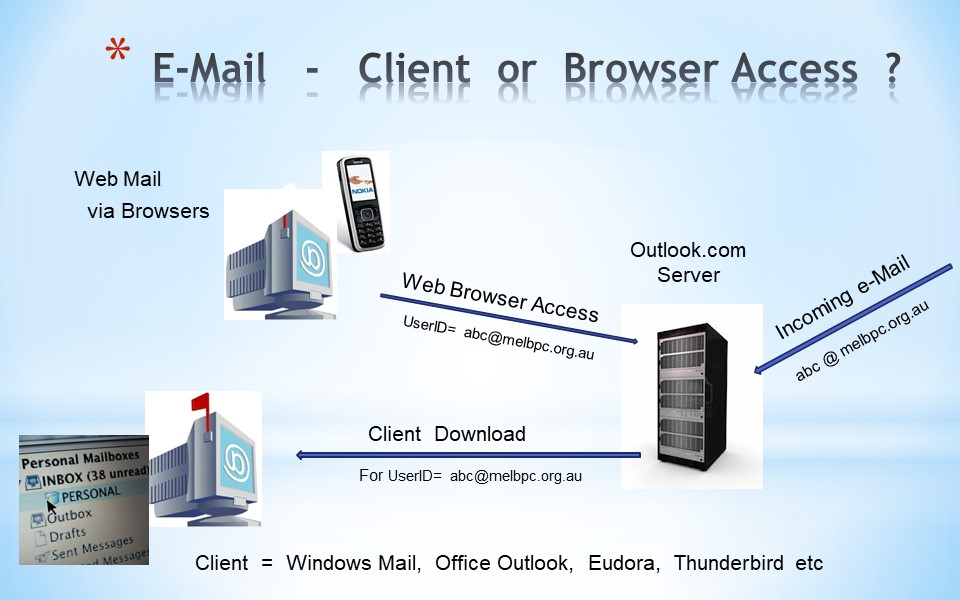 * E-Mail - Client or Browser Access ?
Web Mail
via Browsers
NOKIA
Outlook.com
Server
Web Browser Access
UserID= abc@melbpc.org.au
Incoming e-Mail
abc @ melbpc.org.au
Client Download
For UserID= abc@melbpc.org.au
Personal Mailboxes
INBOX (38 unread)
PERSONAL
Outbox
Drafts
Sent Messages
Messages
Client = Windows Mail, Office Outlook, Eudora, Thunderbird etc